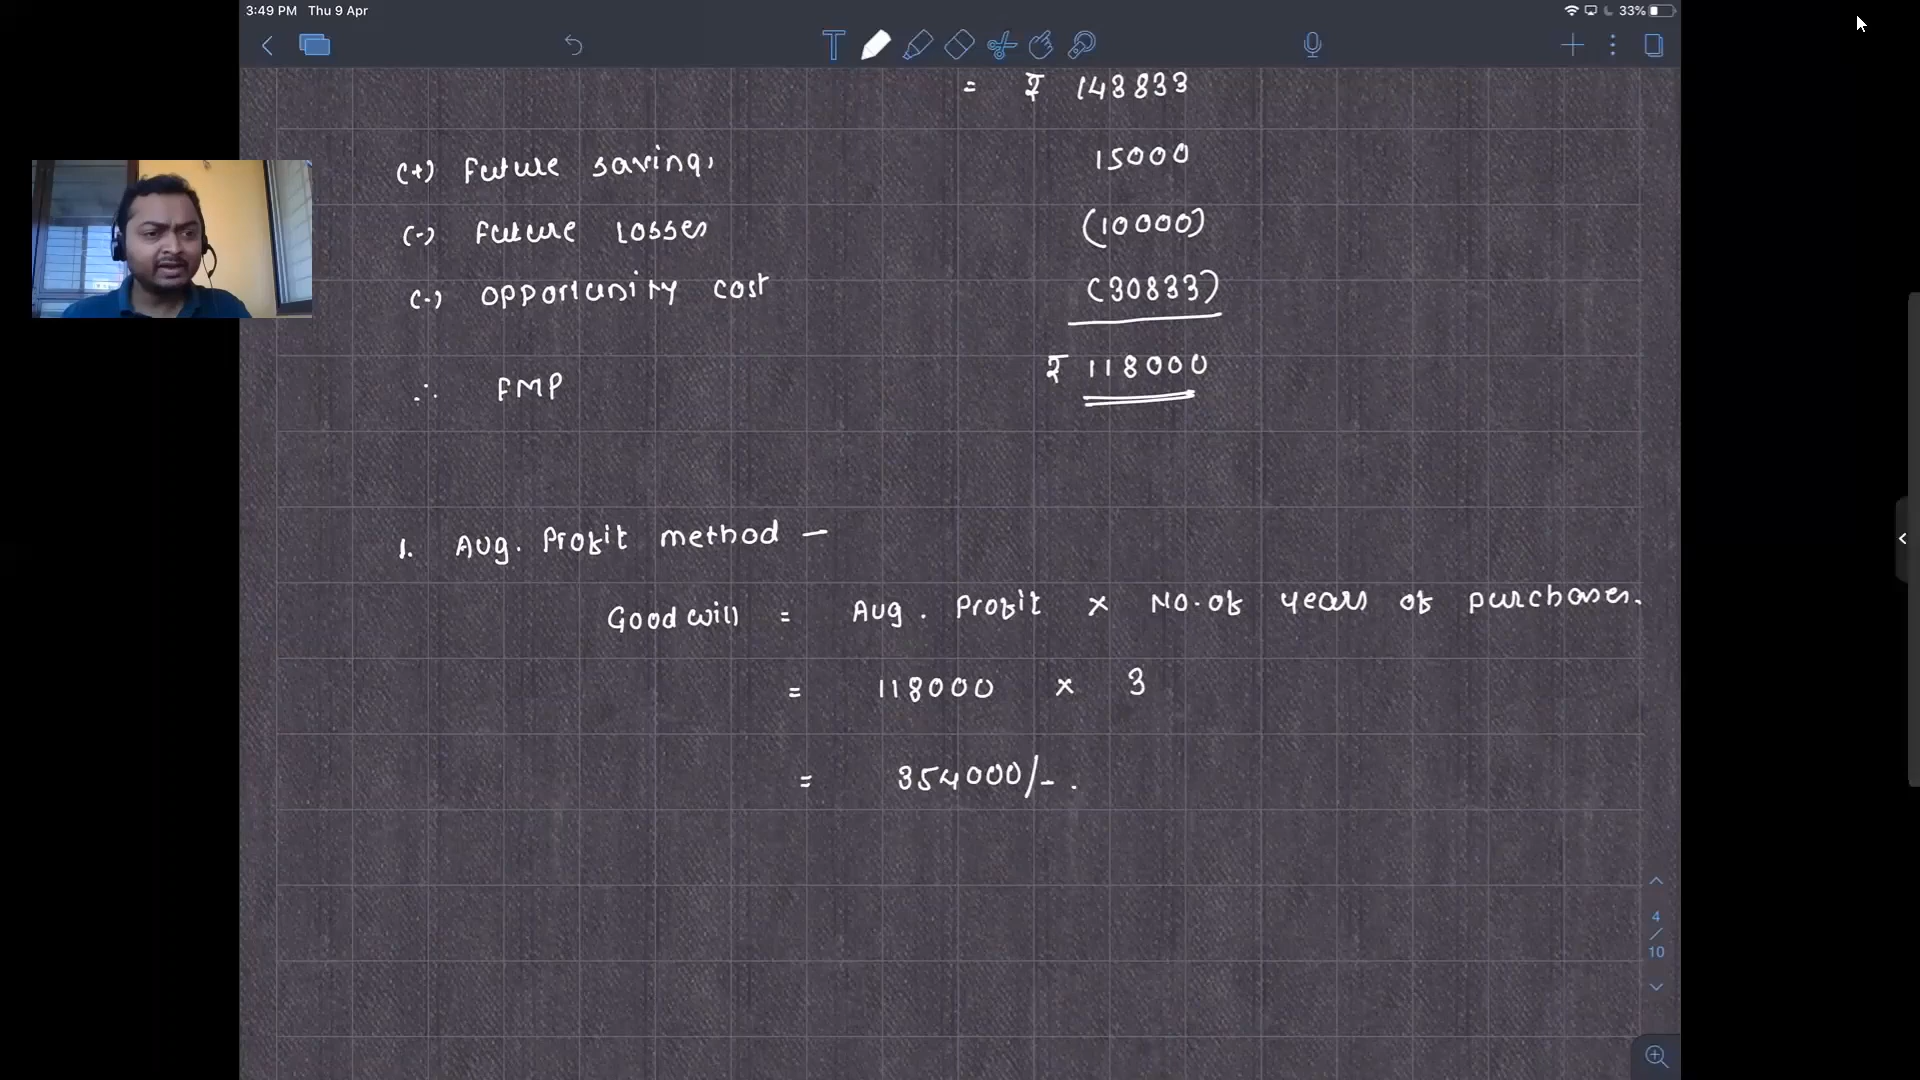 3:49 PM Thu 9 Apr 33%
T
= ₹ 143833
(+) Future saving, 15000
(-) Future Losses (10000)
(-) opportunity cost (30833)
∴ FMP ₹ 118000
1. Avg. Profit method —
Goodwill = Avg. Profit × No. of years of purchases.
= 118000 × 3
= 354000/- .
4
/
10